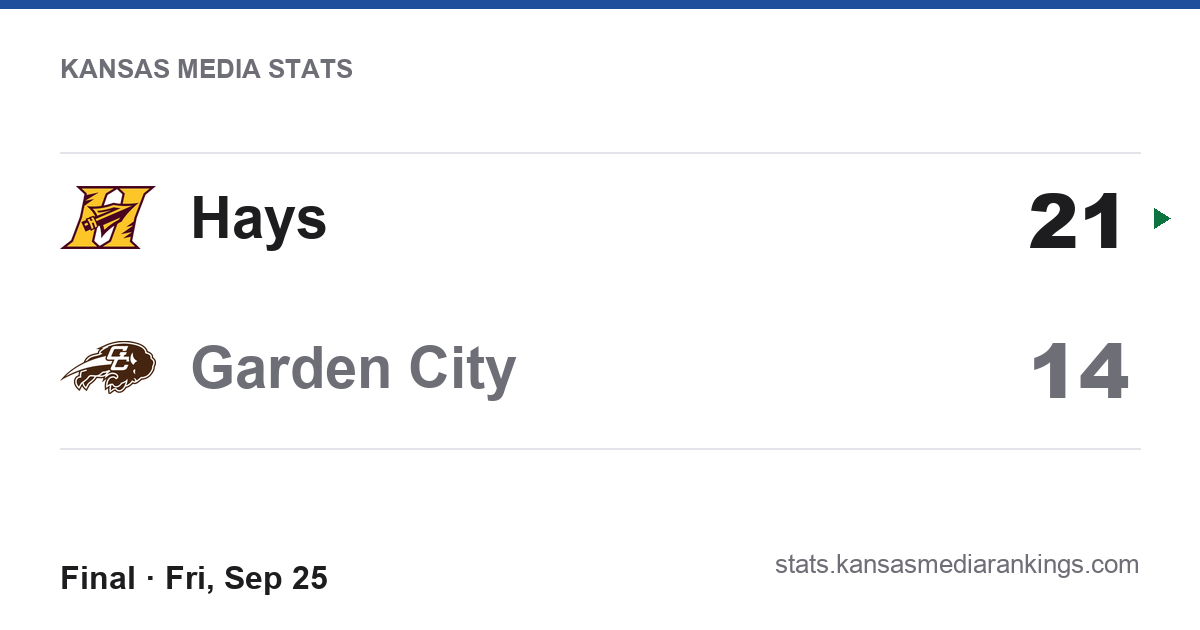 KANSAS MEDIA STATS
Hays 21
Garden City 14
Final · Fri, Sep 25
stats.kansasmediarankings.com